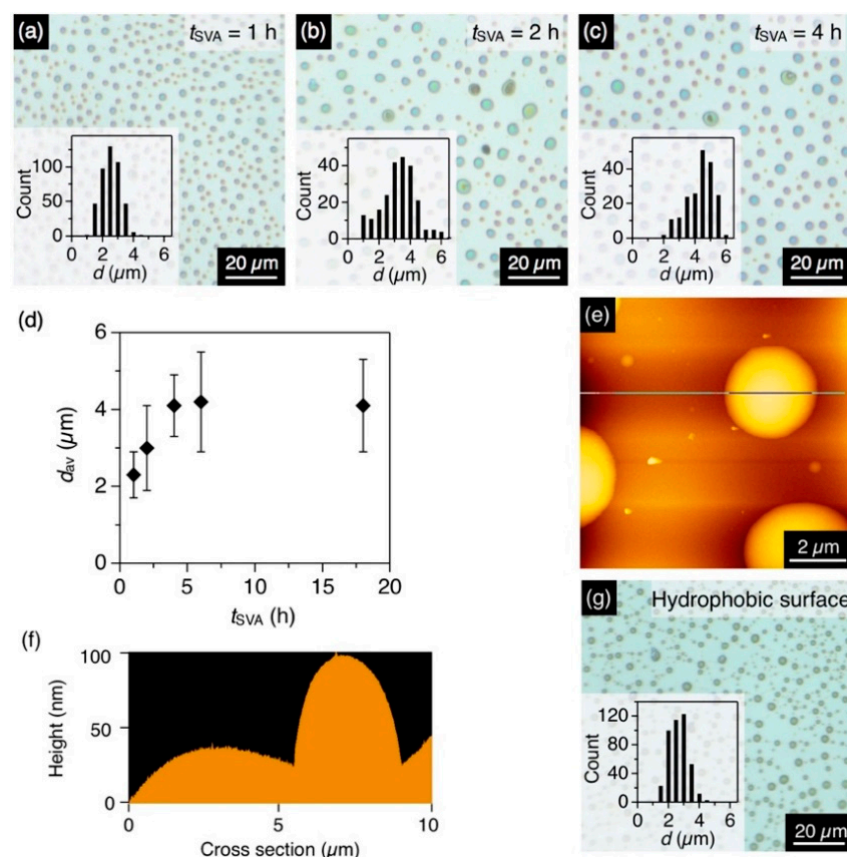 (a) tSVA = 1 h
Count
100
50
0
2 4 6
d (µm)
20 µm
(b) tSVA = 2 h
Count
40
20
0
0 2 4 6
d (µm)
20 µm
(c) tSVA = 4 h
Count
40
20
0
0 2 4 6
d (µm)
20 µm
(d)
dav (µm)
6
4
2
0
0 5 10 15 20
tSVA (h)
(e)
2 µm
(f)
Height (nm)
100
50
0
0 5 10
Cross section (µm)
(g) Hydrophobic surface
Count
120
80
40
0
0 2 4 6
d (µm)
20 µm